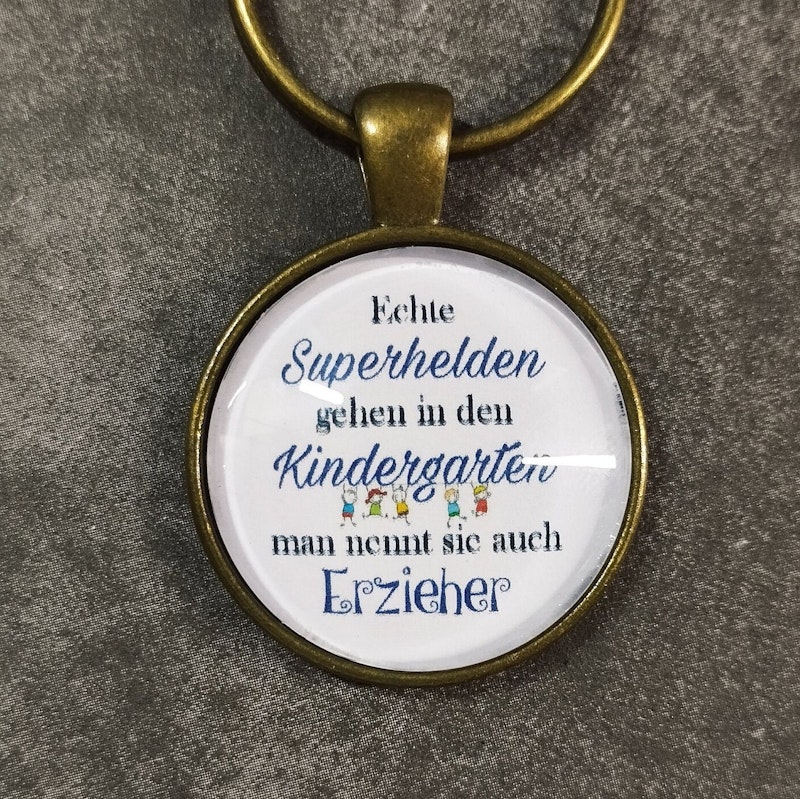 Echte
Superhelden
gehen in den
Kindergarten
man nennt sie auch
Erzieher